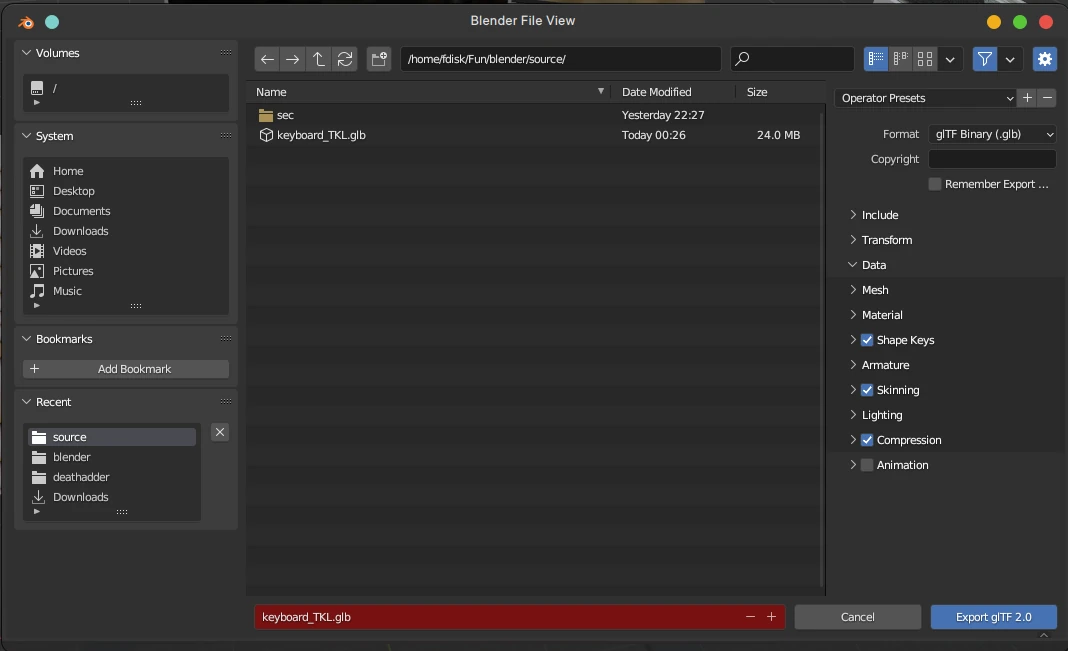 Blender File View
Volumes
/
System
Home
Desktop
Documents
Downloads
Videos
Pictures
Music
Bookmarks
Add Bookmark
Recent
source
blender
deathadder
Downloads
/home/fdisk/Fun/blender/source/
Name Date Modified Size
sec Yesterday 22:27
keyboard_TKL.glb Today 00:26 24.0 MB
Operator Presets
Format glTF Binary (.glb)
Copyright
Remember Export ...
Include
Transform
Data
Mesh
Material
Shape Keys
Armature
Skinning
Lighting
Compression
Animation
keyboard_TKL.glb
Cancel
Export glTF 2.0